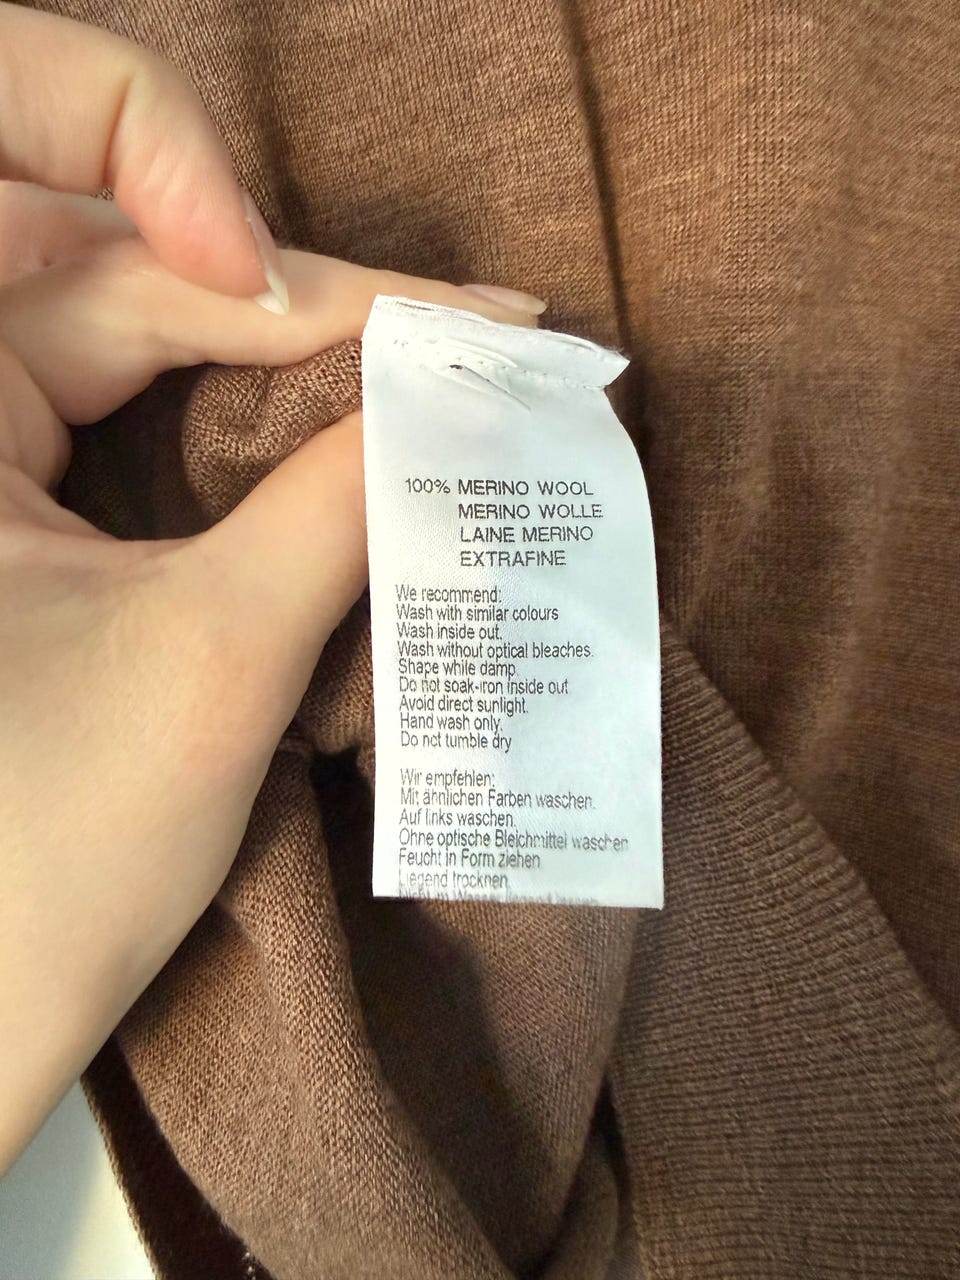 100% MERINO WOOL
MERINO WOLLE
LAINE MERINO
EXTRAFINE
We recommend:
Wash with similar colours
Wash inside out.
Wash without optical bleaches.
Shape while damp.
Do not soak-iron inside out
Avoid direct sunlight.
Hand wash only.
Do not tumble dry
Wir empfehlen:
Mit ähnlichen Farben waschen.
Auf links waschen.
Ohne optische Bleichmittel waschen
Feucht in Form ziehen
Liegend trocknen